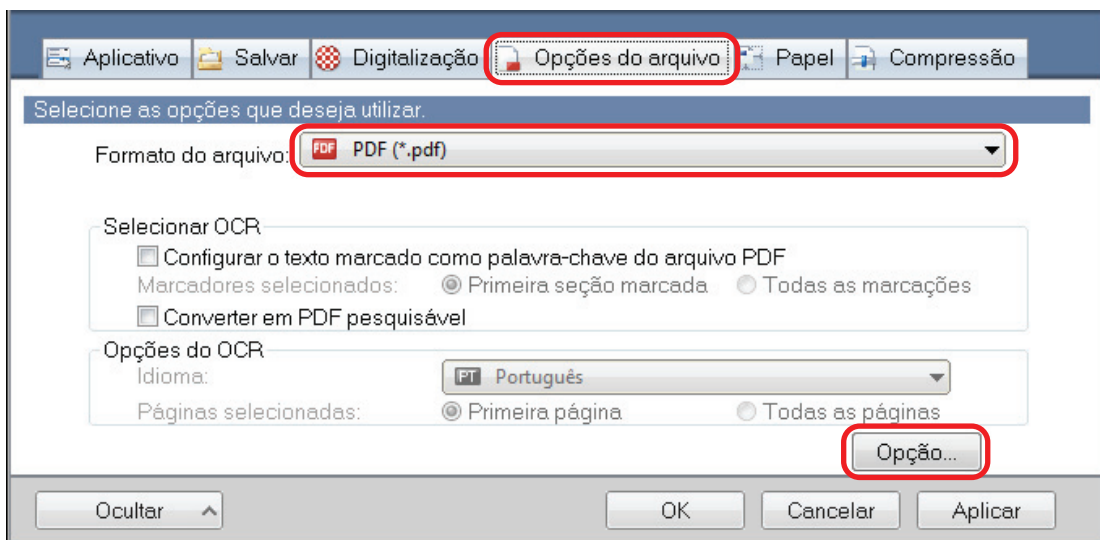 Aplicativo Salvar Digitalização Opções do arquivo Papel Compressão
Selecione as opções que deseja utilizar.
Formato do arquivo: PDF PDF (*.pdf)
Selecionar OCR
Configurar o texto marcado como palavra-chave do arquivo PDF
Marcadores selecionados: Primeira seção marcada Todas as marcações
Converter em PDF pesquisável
Opções do OCR
Idioma: PT Português
Páginas selecionadas: Primeira página Todas as páginas
Opção...
Ocultar OK Cancelar Aplicar